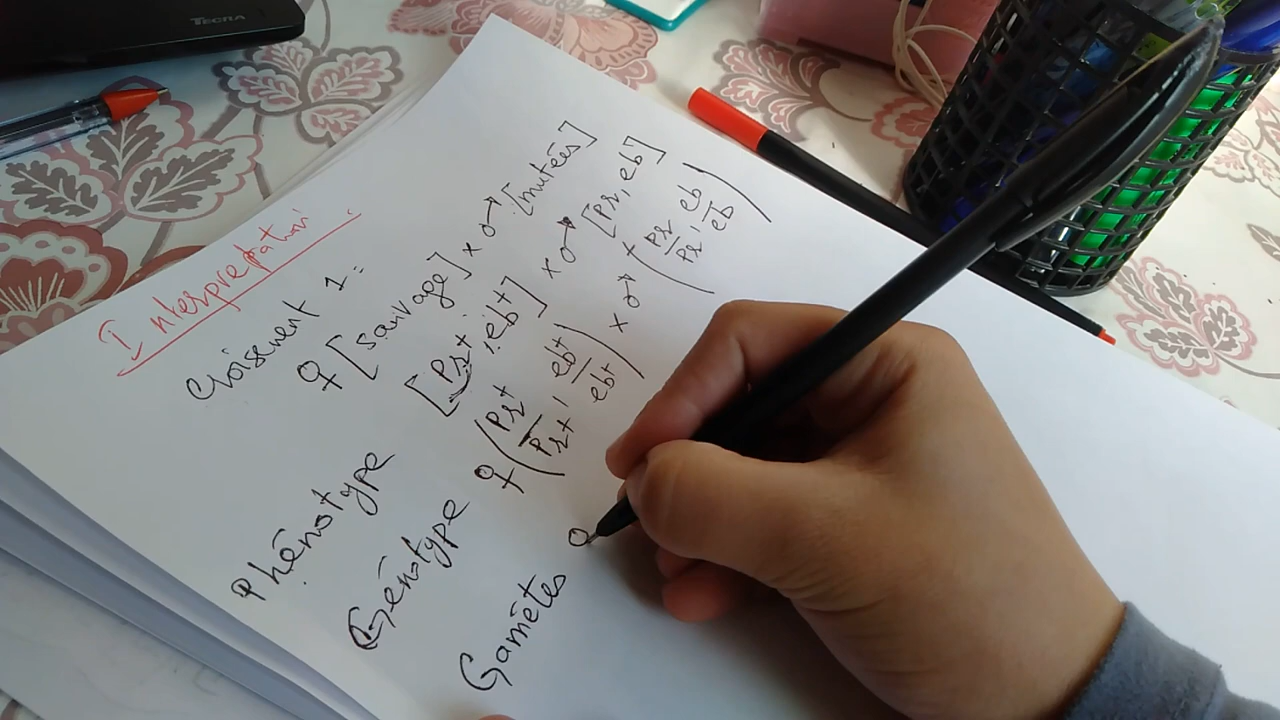 TECRA
Interprétation
Croisement 1:
♀ [sauvage] x ♂ [mutées]
Phénotype [Pr+, eb+] x ♂ [pr, eb]
Génotype ♀ (Pr+/Pr+, eb+/eb+) x ♂ (pr/pr, eb/eb)
Gamètes